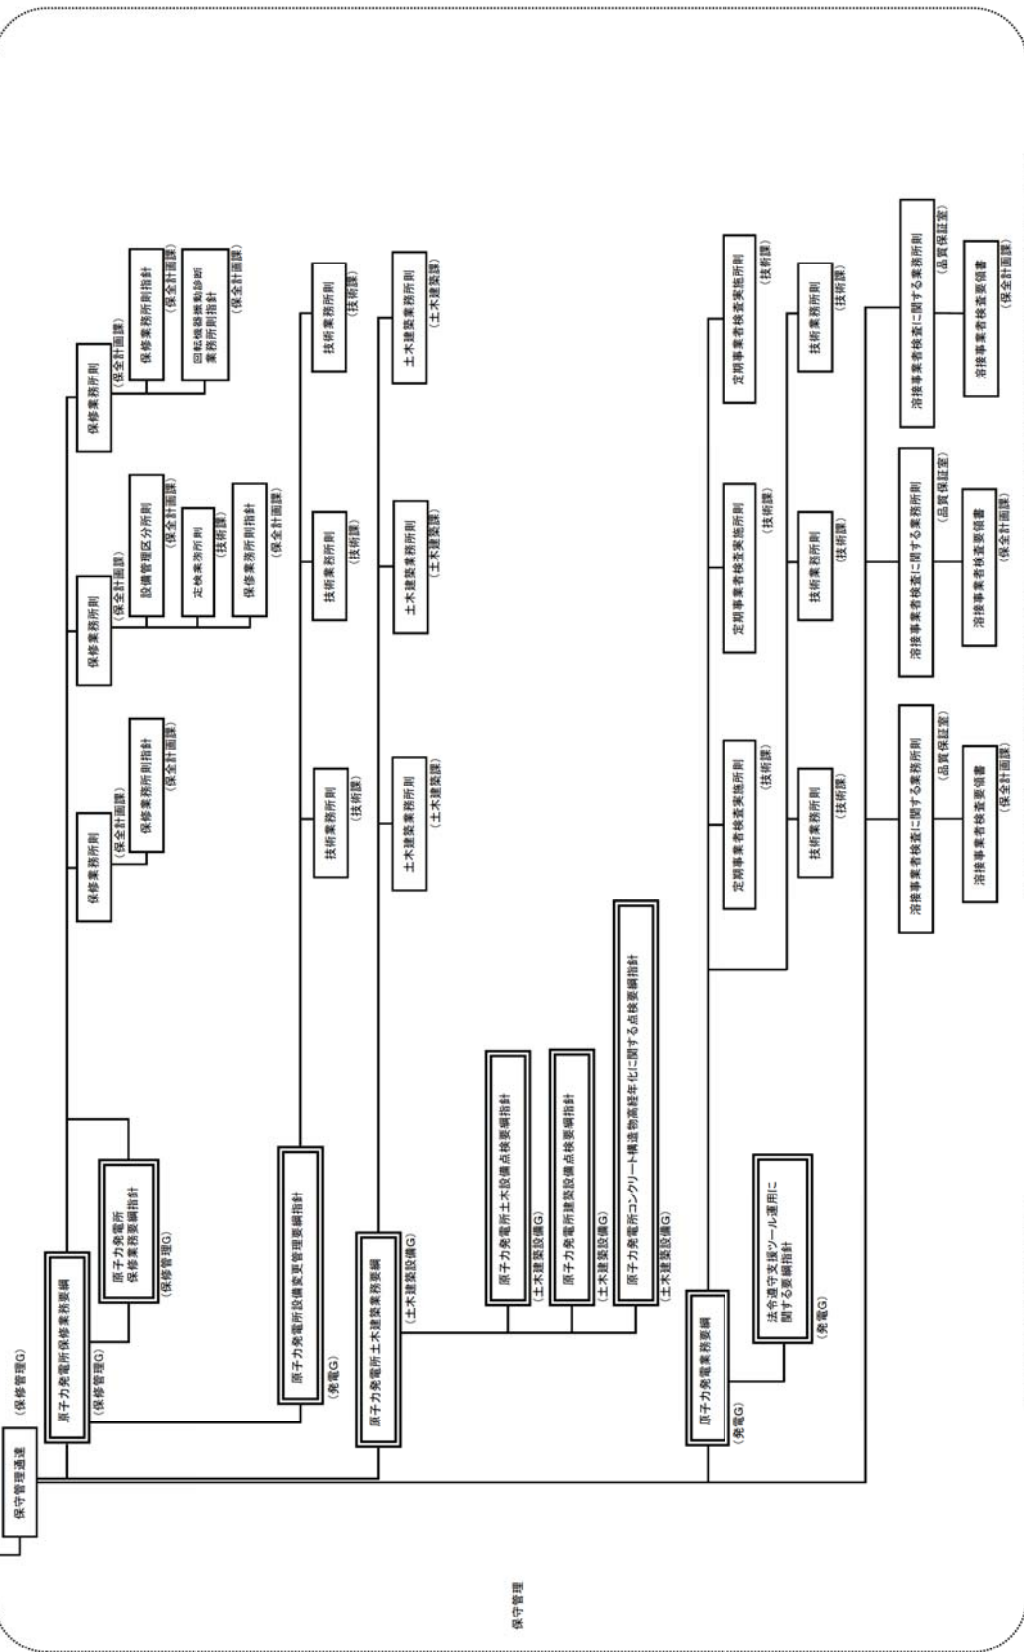 保守管理
保守管理通達
(保修管理G)
原子力発電所保修業務要綱
(保修管理G)
原子力発電所
保修業務要綱指針
(保修管理G)
保修業務所則
(保全計画課)
保修業務所則指針
(保全計画課)
保修業務所則
(保全計画課)
設備管理区分所則
(保全計画課)
定検業務所則
(技術課)
保修業務所則指針
(保全計画課)
保修業務所則
(保全計画課)
保修業務所則指針
(保全計画課)
回転機器振動診断
業務所則指針
(保全計画課)
原子力発電所設備変更管理要綱指針
(発電G)
技術業務所則
(技術課)
技術業務所則
(技術課)
技術業務所則
(技術課)
原子力発電所土木建築業務要綱
(土木建築設備G)
土木建築業務所則
(土木建築課)
土木建築業務所則
(土木建築課)
土木建築業務所則
(土木建築課)
原子力発電所土木設備点検要綱指針
(土木建築設備G)
原子力発電所建築設備点検要綱指針
(土木建築設備G)
原子力発電所コンクリート構造物高経年化に関する点検要綱指針
(土木建築設備G)
原子力発電業務要綱
(発電G)
法令遵守支援ツール運用に
関する要綱指針
(発電G)
定期事業者検査実施所則
(技術課)
定期事業者検査実施所則
(技術課)
定期事業者検査実施所則
(技術課)
技術業務所則
(技術課)
技術業務所則
(技術課)
技術業務所則
(技術課)
溶接事業者検査に関する業務所則
(品質保証室)
溶接事業者検査要領書
(保全計画課)
溶接事業者検査に関する業務所則
(品質保証室)
溶接事業者検査要領書
(保全計画課)
溶接事業者検査に関する業務所則
(品質保証室)
溶接事業者検査要領書
(保全計画課)